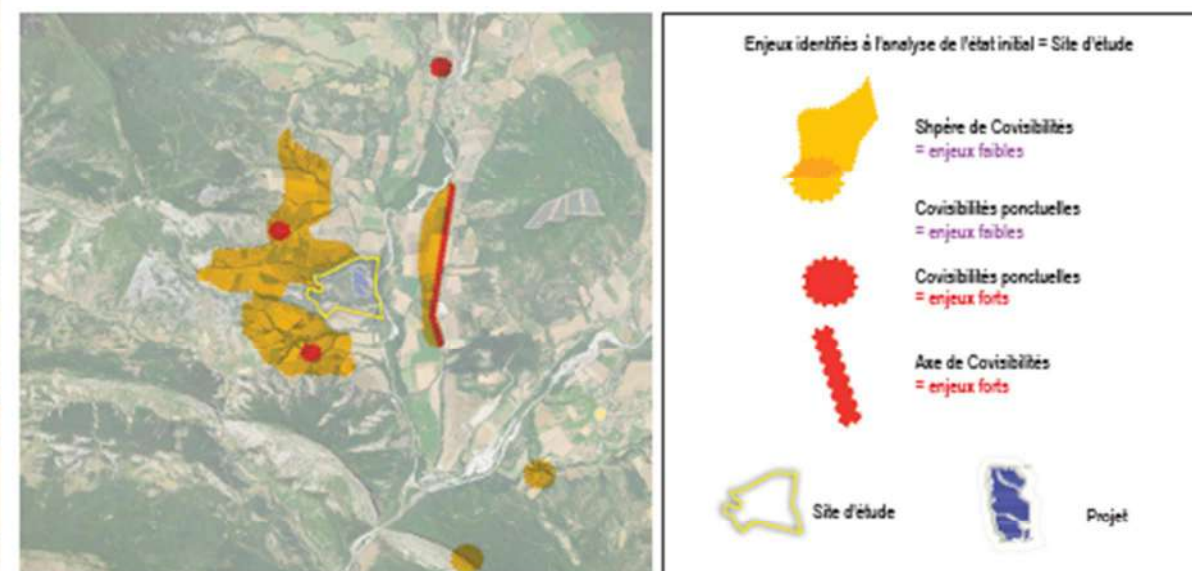 Enjeux identifiés à l'analyse de l'état initial = Site d'étude
Shpère de Covisibilités
= enjeux faibles
Covisibilités ponctuelles
= enjeux faibles
Covisibilités ponctuelles
= enjeux forts
Axe de Covisibilités
= enjeux forts
Site d'étude
Projet